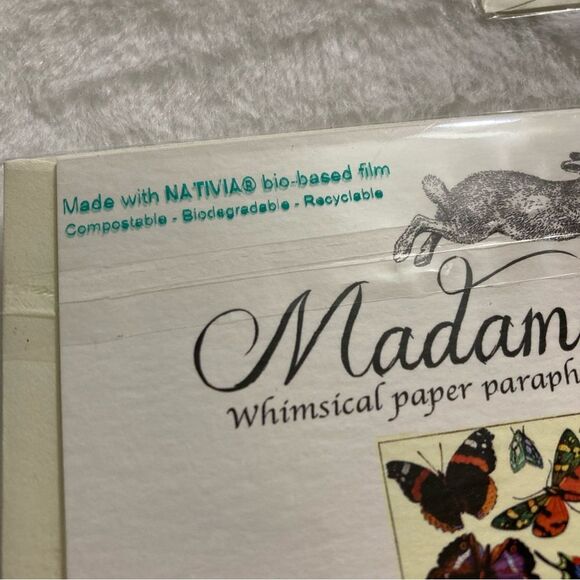 Made with NATIVIA® bio-based film
Compostable - Biodegradable - Recyclable
Madam
Whimsical paper paraph